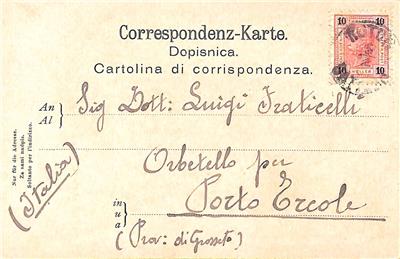 Correspondenz-Karte.
Dopisnica.
Cartolina di corrispondenza.
10 10
HELLER
10 10
An
Al
Sig Dott: Luigi Fraticelli
Orbetello per
in
u
a
Porto Ercole
(Prov: di Grosseto)
Nur für die Adresse.
Za sami nadpis.
Soltanto per l'indirizzo.
(Italia)